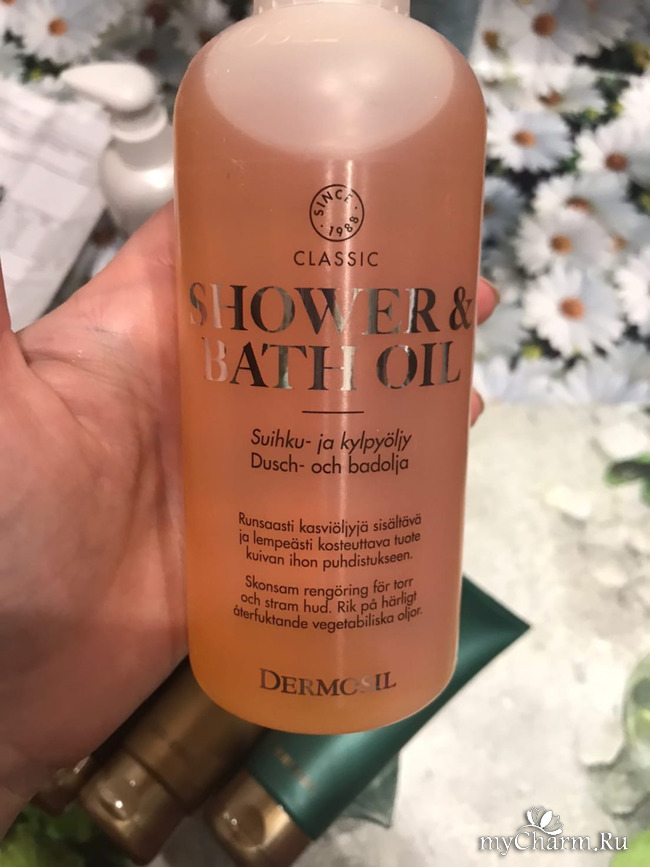 SINCE · 1988 ·
CLASSIC
SHOWER &
BATH OIL
Suihku- ja kylpyöljy
Dusch- och badolja
Runsaasti kasviöljyjä sisältävä
ja lempeästi kosteuttava tuote
kuivan ihon puhdistukseen.
Skonsam rengöring för torr
och stram hud. Rik på härligt
återfuktande vegetabiliska oljor.
DERMOSIL
myCharm.Ru